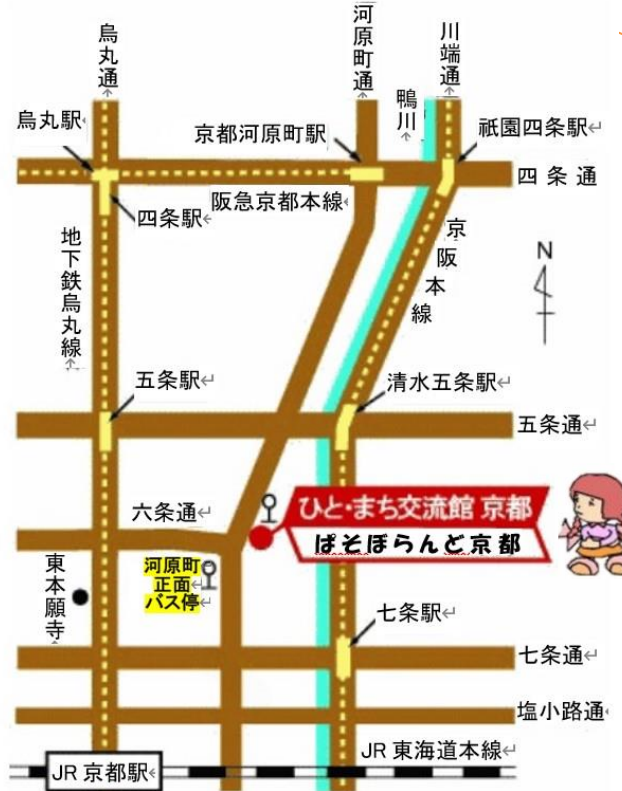 烏丸通
河原町通
川端通
鴨川
烏丸駅
京都河原町駅
祇園四条駅
四条通
四条駅
阪急京都本線
地下鉄烏丸線
京阪本線
N
五条駅
清水五条駅
五条通
六条通
ひと・まち交流館 京都
ぱそぼらんど京都
河原町
正面
バス停
東本願寺
七条駅
七条通
塩小路通
JR東海道本線
JR京都駅